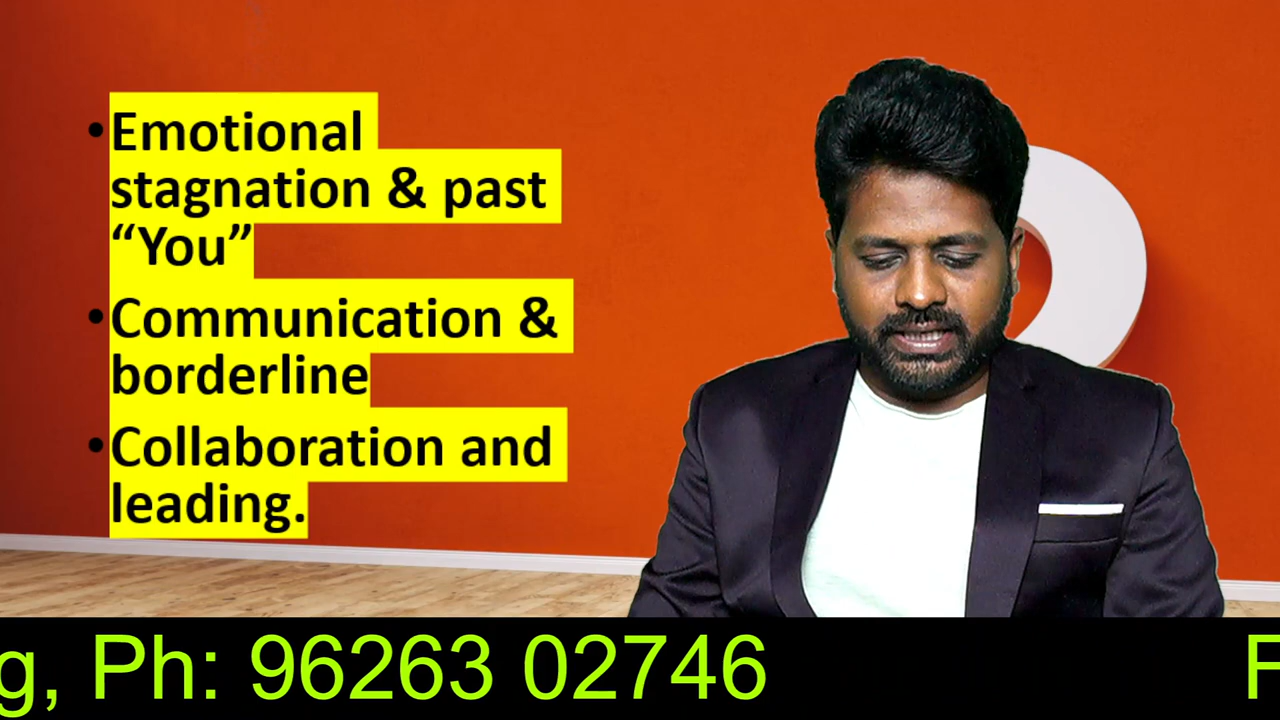 •Emotional
stagnation & past
“You”
•Communication &
borderline
•Collaboration and
leading.
g, Ph: 96263 02746 F